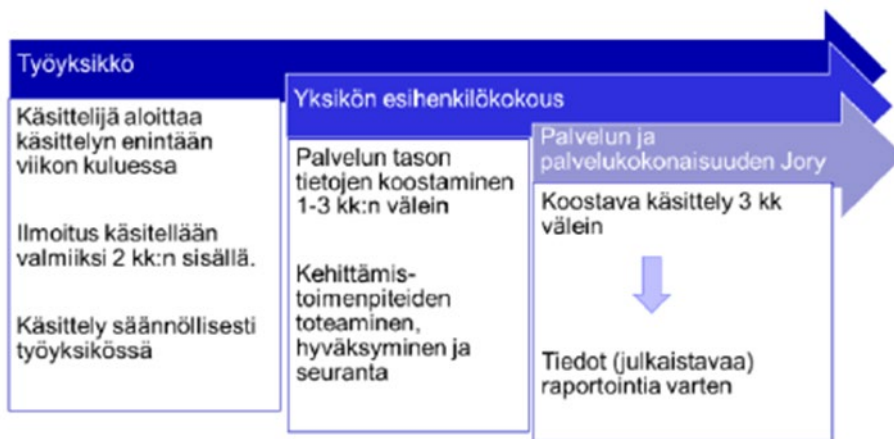 Työyksikkö
Käsittelijä aloittaa
käsittelyn enintään
viikon kuluessa
Ilmoitus käsitellään
valmiiksi 2 kk:n sisällä.
Käsittely säännöllisesti
työyksikössä
Yksikön esihenkilökokous
Palvelun tason
tietojen koostaminen
1-3 kk:n välein
Kehittämis-
toimenpiteiden
toteaminen,
hyväksyminen ja
seuranta
Palvelun ja
palvelukokonaisuuden Jory
Koostava käsittely 3 kk
välein
Tiedot (julkaistavaa)
raportointia varten